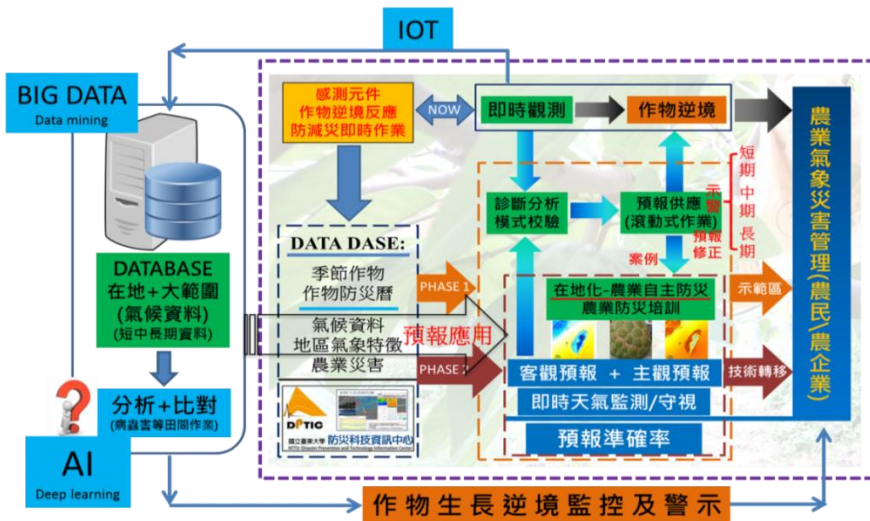 IOT
BIG DATA
Data mining
DATABASE
在地+大範圍
(氣候資料)
(短中長期資料)
分析+比對
(病蟲害等田間作業)
?
AI
Deep learning
感測元件
作物逆境反應
防減災即時作業
NOW
即時觀測
作物逆境
診斷分析
模式校驗
預報供應
(滾動式作業)
示警
預報
修正
短期
中期
長期
案例
DATA DASE:
季節作物
作物防災曆
氣候資料
地區氣象特徵
農業災害
PHASE 1
預報應用
PHASE 2
DPTIC
國立臺東大學
防災科技資訊中心
NTTU Disaster Prevention and Technology Information Center
在地化-農業自主防災
農業防災培訓
客觀預報 + 主觀預報
即時天氣監測/守視
預報準確率
示範區
技術轉移
農業氣象災害管理(農民\農企業)
作物生長逆境監控及警示